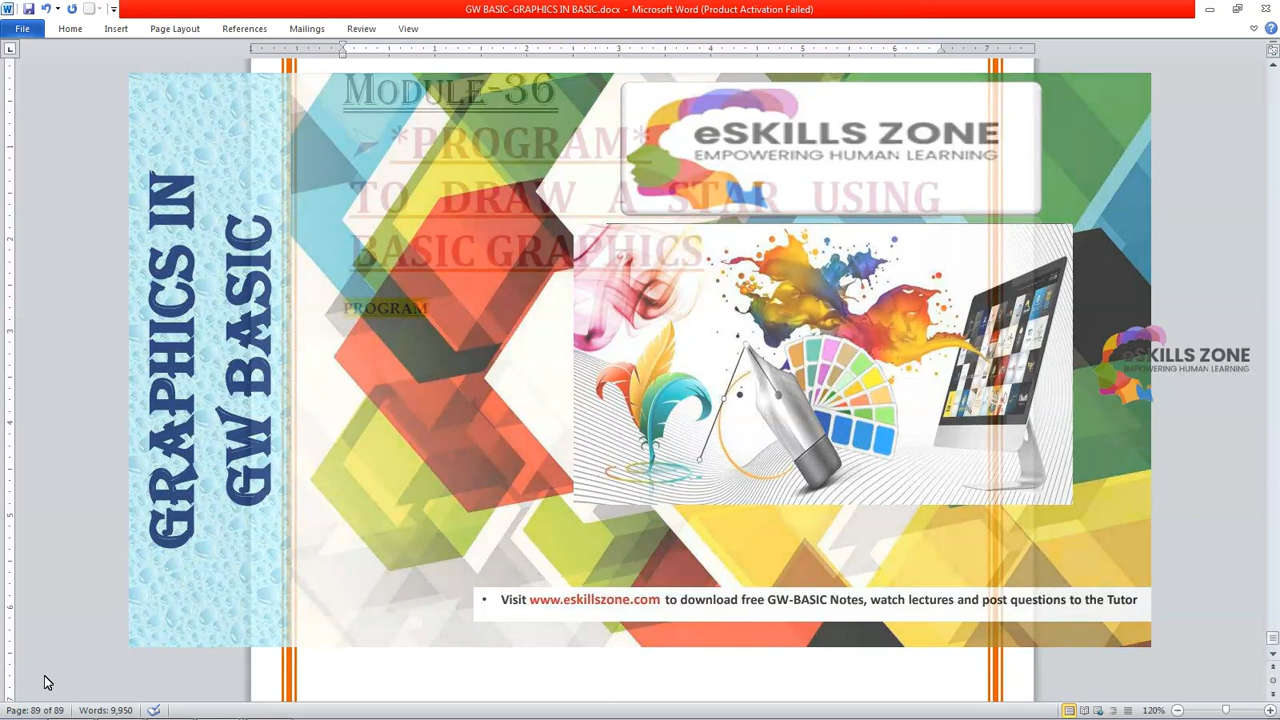 GW BASIC-GRAPHICS IN BASIC.docx - Microsoft Word (Product Activation Failed)
File Home Insert Page Layout References Mailings Review View
MODULE-36
*PROGRAM*
TO DRAW A STAR USING
BASIC GRAPHICS
PROGRAM
eSKILLS ZONE
EMPOWERING HUMAN LEARNING
GRAPHICS IN
GW BASIC
eSKILLS ZONE
EMPOWERING HUMAN LEARNING
• Visit www.eskillszone.com to download free GW-BASIC Notes, watch lectures and post questions to the Tutor
Page: 89 of 89 Words: 9,950 120%